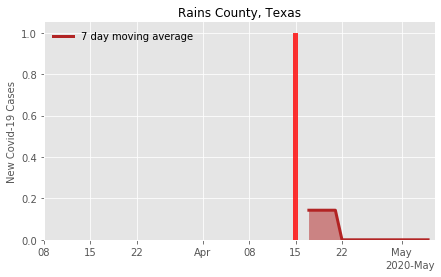 Rains County, Texas
7 day moving average
New Covid-19 Cases
1.0
0.8
0.6
0.4
0.2
0.0
08 15 22 Apr 08 15 22 May
2020-May